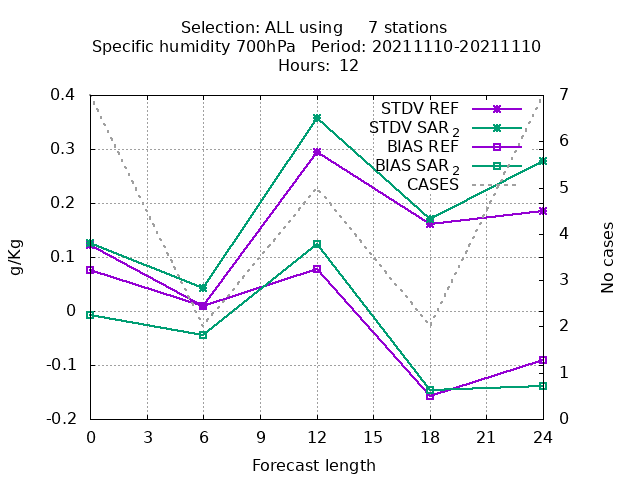 Selection: ALL using     7 stations
Specific humidity 700hPa   Period: 20211110-20211110
Hours: 12
0.4
0.3
0.2
0.1
0
-0.1
-0.2
g/Kg
STDV REF
STDV SAR2
BIAS REF
BIAS SAR2
CASES
7
6
5
4
3
2
1
0
No cases
0 3 6 9 12 15 18 21 24
Forecast length